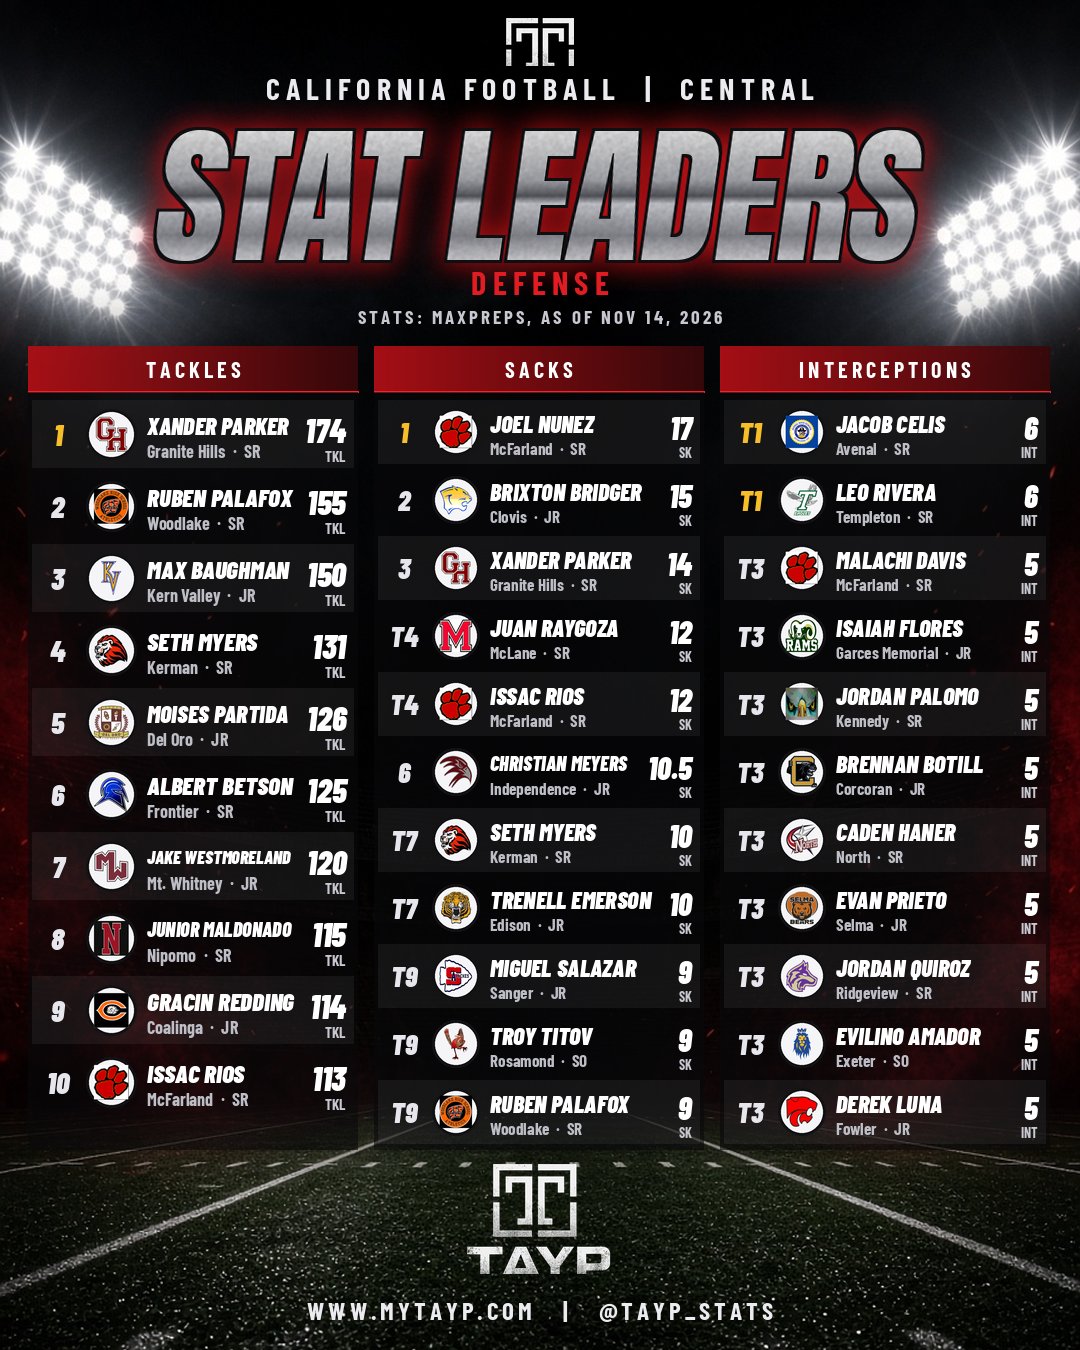 CALIFORNIA FOOTBALL | CENTRAL
STAT LEADERS
DEFENSE
STATS: MAXPREPS, AS OF NOV 14, 2026
TACKLES
1 XANDER PARKER 174
Granite Hills · SR TKL
2 RUBEN PALAFOX 155
Woodlake · SR TKL
3 MAX BAUGHMAN 150
Kern Valley · JR TKL
4 SETH MYERS 131
Kerman · SR TKL
5 MOISES PARTIDA 126
Del Oro · JR TKL
6 ALBERT BETSON 125
Frontier · SR TKL
7 JAKE WESTMORELAND 120
Mt. Whitney · JR TKL
8 JUNIOR MALDONADO 115
Nipomo · SR TKL
9 GRACIN REDDING 114
Coalinga · JR TKL
10 ISSAC RIOS 113
McFarland · SR TKL
SACKS
1 JOEL NUNEZ 17
McFarland · SR SK
2 BRIXTON BRIDGER 15
Clovis · JR SK
3 XANDER PARKER 14
Granite Hills · SR SK
T4 JUAN RAYGOZA 12
McLane · SR SK
T4 ISSAC RIOS 12
McFarland · SR SK
6 CHRISTIAN MEYERS 10.5
Independence · JR SK
T7 SETH MYERS 10
Kerman · SR SK
T7 TRENELL EMERSON 10
Edison · JR SK
T9 MIGUEL SALAZAR 9
Sanger · JR SK
T9 TROY TITOV 9
Rosamond · SO SK
T9 RUBEN PALAFOX 9
Woodlake · SR SK
INTERCEPTIONS
T1 JACOB CELIS 6
Avenal · SR INT
T1 LEO RIVERA 6
Templeton · SR INT
T3 MALACHI DAVIS 5
McFarland · SR INT
T3 ISAIAH FLORES 5
Garces Memorial · JR INT
T3 JORDAN PALOMO 5
Kennedy · SR INT
T3 BRENNAN BOTILL 5
Corcoran · JR INT
T3 CADEN HANER 5
North · SR INT
T3 EVAN PRIETO 5
Selma · JR INT
T3 JORDAN QUIROZ 5
Ridgeview · SR INT
T3 EVILINO AMADOR 5
Exeter · SO INT
T3 DEREK LUNA 5
Fowler · JR INT
TAYP
WWW.MYTAYP.COM | @TAYP_STATS